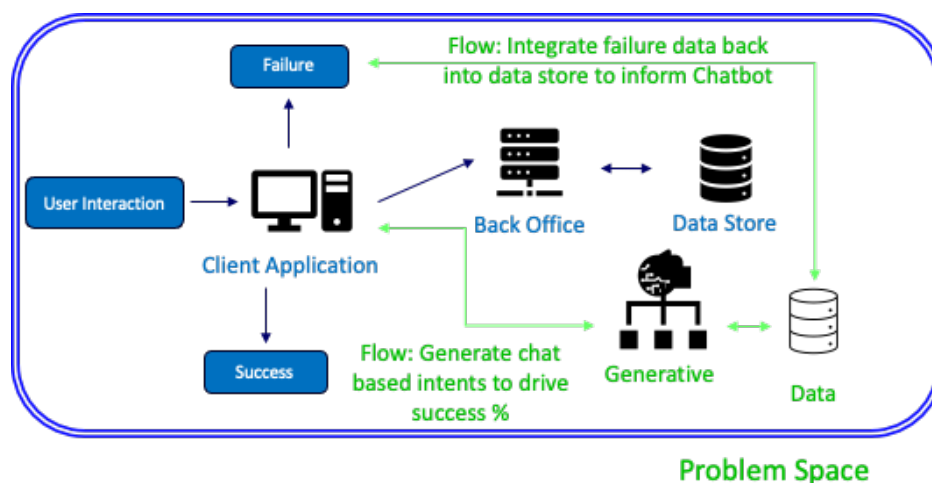 Flow: Integrate failure data back
into data store to inform Chatbot
Failure
User Interaction
Client Application
Back Office
Data Store
Success
Flow: Generate chat
based intents to drive
success %
Generative
Data
Problem Space